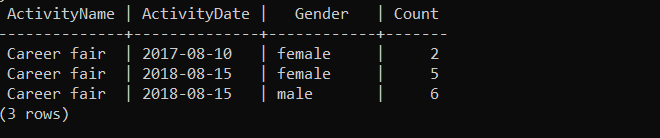 ActivityName | ActivityDate | Gender | Count
--------------+--------------+------------+-------
Career fair | 2017-08-10 | female | 2
Career fair | 2018-08-15 | female | 5
Career fair | 2018-08-15 | male | 6
(3 rows)